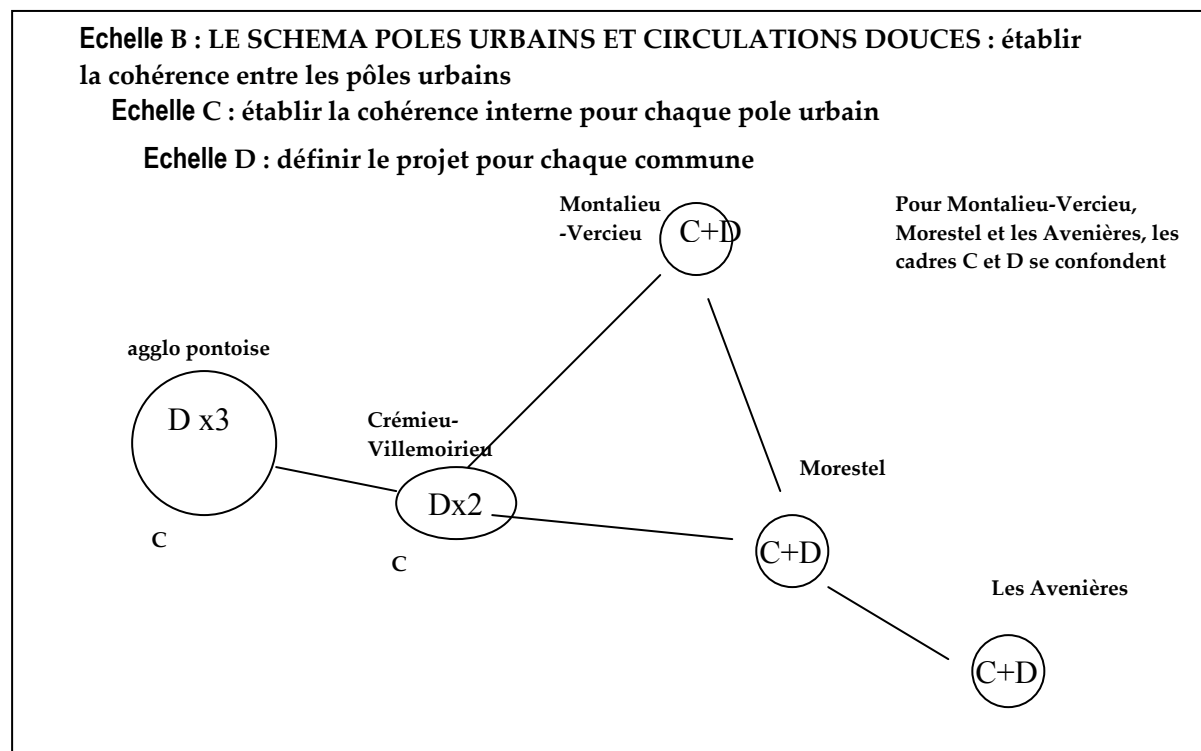 Echelle B : LE SCHEMA POLES URBAINS ET CIRCULATIONS DOUCES : établir
la cohérence entre les pôles urbains
Echelle C : établir la cohérence interne pour chaque pole urbain
Echelle D : définir le projet pour chaque commune
Montalieu
-Vercieu
C+D
Pour Montalieu-Vercieu,
Morestel et les Avenières, les
cadres C et D se confondent
agglo pontoise
D x3
C
Crémieu-
Villemoirieu
Dx2
C
Morestel
C+D
Les Avenières
C+D